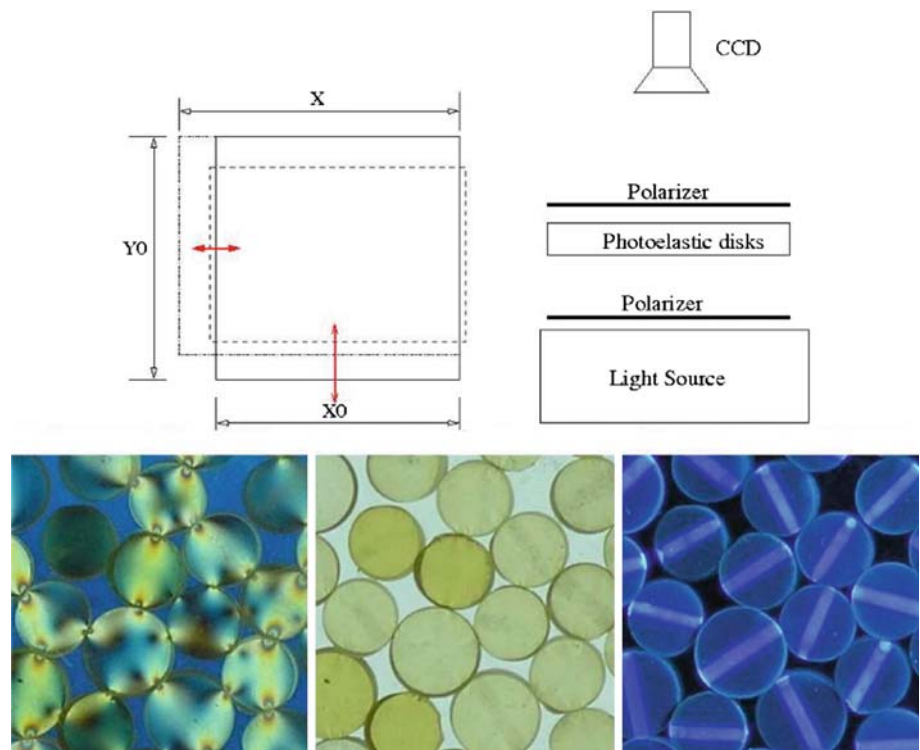 CCD
X
Y0
X0
Polarizer
Photoelastic disks
Polarizer
Light Source